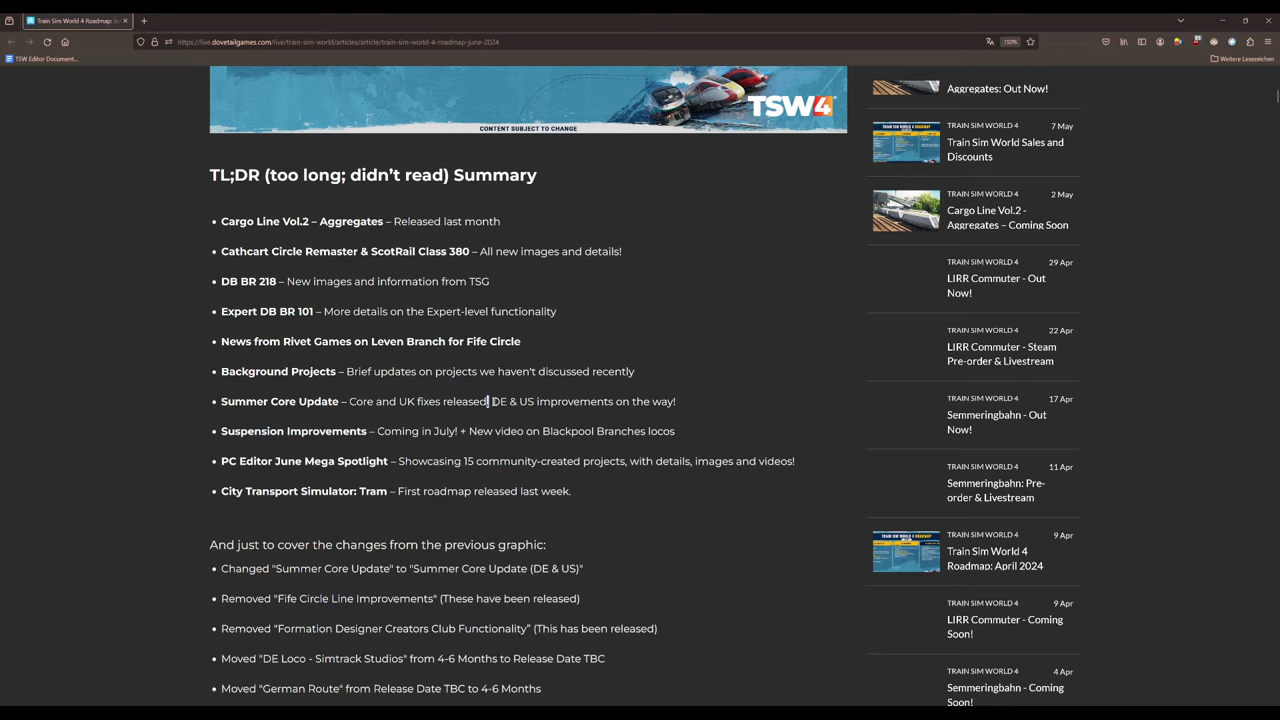 Train Sim World 4 Roadmap: Ju
https://live.dovetailgames.com/live/train-sim-world/articles/article/train-sim-world-4-roadmap-june-2024
150%
TSW Editor Document...
Weitere Lesezeichen
TSW4
CONTENT SUBJECT TO CHANGE
TL;DR (too long; didn’t read) Summary
• Cargo Line Vol.2 – Aggregates – Released last month
• Cathcart Circle Remaster & ScotRail Class 380 – All new images and details!
• DB BR 218 – New images and information from TSG
• Expert DB BR 101 – More details on the Expert-level functionality
• News from Rivet Games on Leven Branch for Fife Circle
• Background Projects – Brief updates on projects we haven't discussed recently
• Summer Core Update – Core and UK fixes released! DE & US improvements on the way!
• Suspension Improvements – Coming in July! + New video on Blackpool Branches locos
• PC Editor June Mega Spotlight – Showcasing 15 community-created projects, with details, images and videos!
• City Transport Simulator: Tram – First roadmap released last week.
And just to cover the changes from the previous graphic:
• Changed "Summer Core Update" to "Summer Core Update (DE & US)"
• Removed "Fife Circle Line Improvements" (These have been released)
• Removed “Formation Designer Creators Club Functionality” (This has been released)
• Moved "DE Loco - Simtrack Studios" from 4-6 Months to Release Date TBC
• Moved "German Route" from Release Date TBC to 4-6 Months
Aggregates: Out Now!
TRAIN SIM WORLD 4 7 May
Train Sim World Sales and
Discounts
TRAIN SIM WORLD 4 2 May
Cargo Line Vol.2 -
Aggregates – Coming Soon
TRAIN SIM WORLD 4 29 Apr
LIRR Commuter - Out
Now!
TRAIN SIM WORLD 4 22 Apr
LIRR Commuter - Steam
Pre-order & Livestream
TRAIN SIM WORLD 4 17 Apr
Semmeringbahn - Out
Now!
TRAIN SIM WORLD 4 11 Apr
Semmeringbahn: Pre-
order & Livestream
TRAIN SIM WORLD 4 9 Apr
Train Sim World 4
Roadmap: April 2024
TRAIN SIM WORLD 4 9 Apr
LIRR Commuter - Coming
Soon!
TRAIN SIM WORLD 4 4 Apr
Semmeringbahn - Coming
Soon!